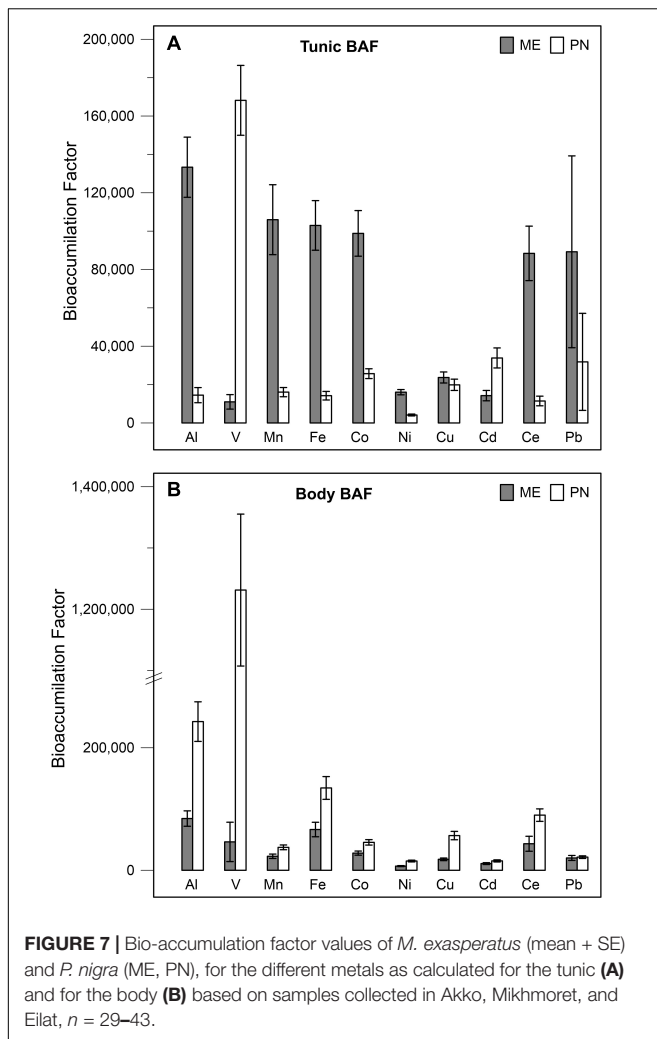 A
Tunic BAF
ME PN
Bioaccumilation Factor
200,000
160,000
120,000
80,000
40,000
0
Al V Mn Fe Co Ni Cu Cd Ce Pb
B
Body BAF
ME PN
Bioaccumilation Factor
1,400,000
1,200,000
200,000
0
Al V Mn Fe Co Ni Cu Cd Ce Pb
FIGURE 7 | Bio-accumulation factor values of M. exasperatus (mean + SE)
and P. nigra (ME, PN), for the different metals as calculated for the tunic (A)
and for the body (B) based on samples collected in Akko, Mikhmoret, and
Eilat, n = 29–43.